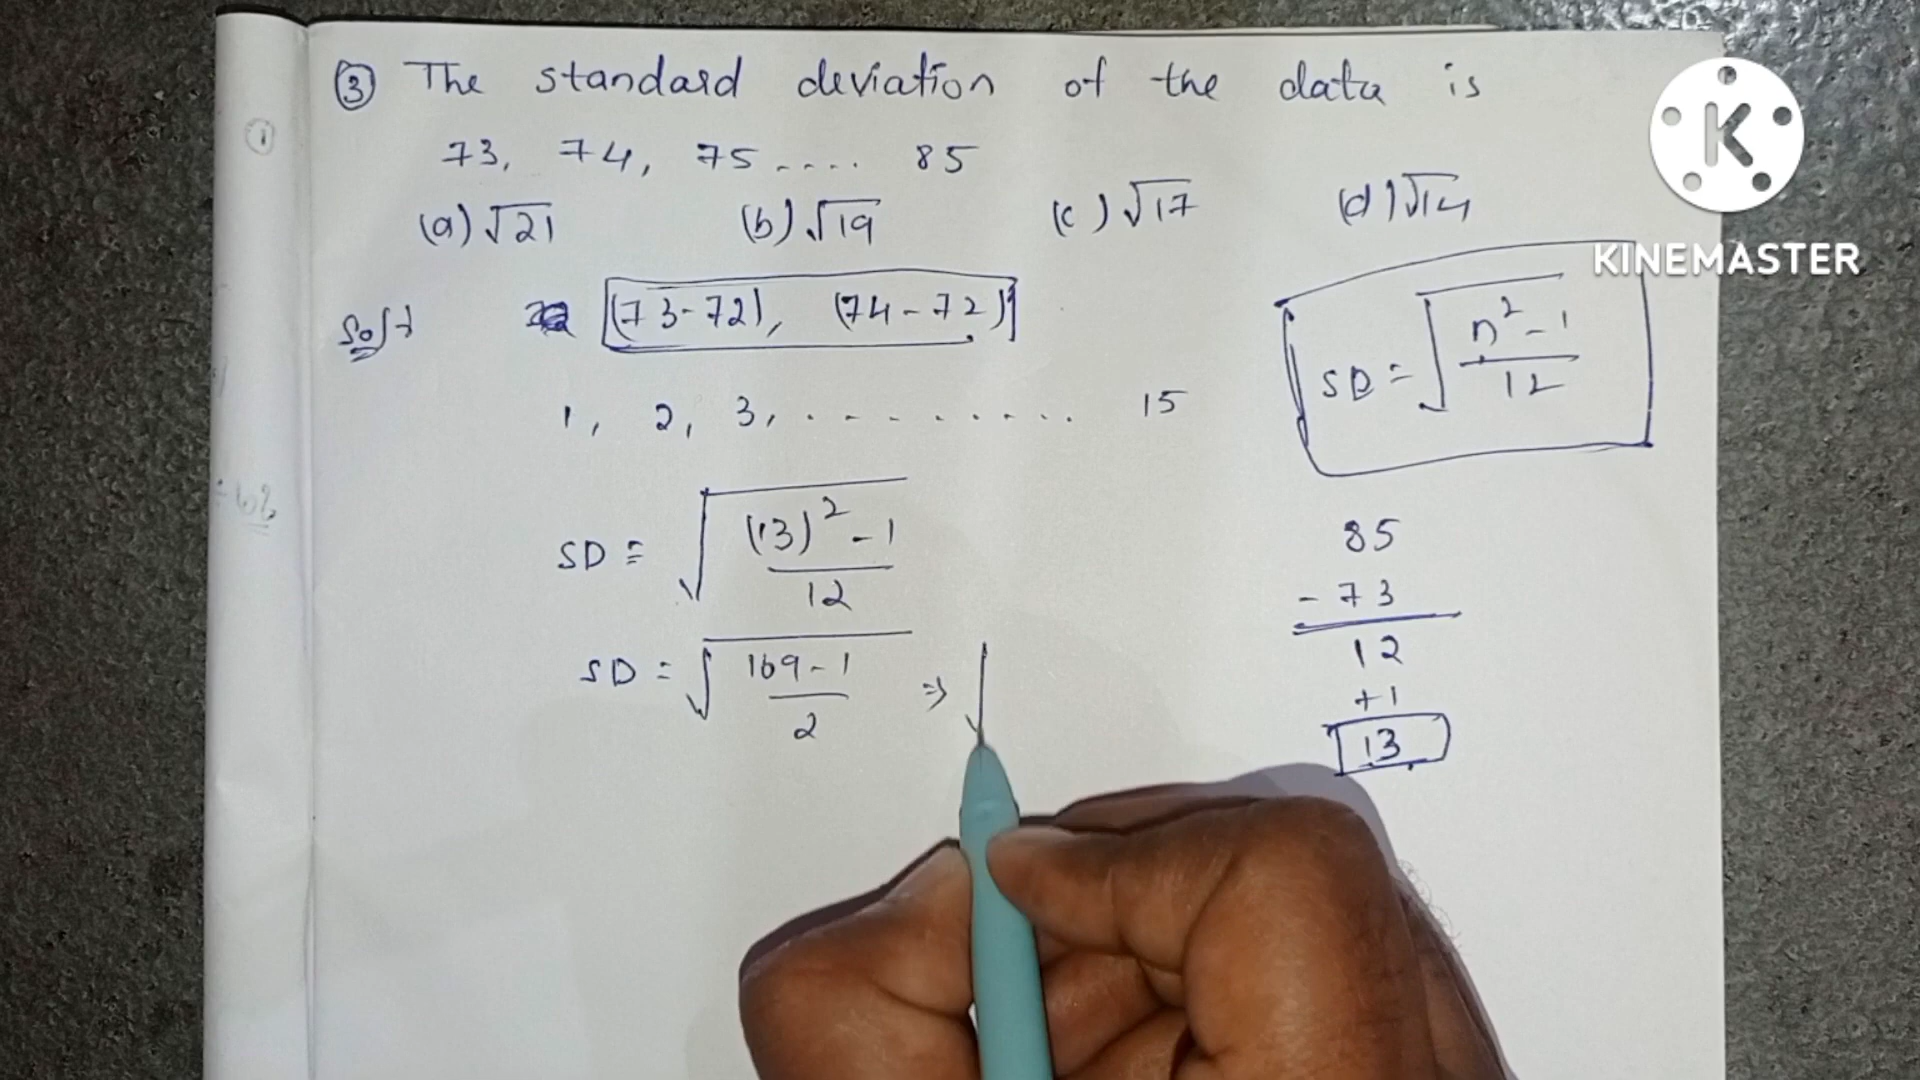 ③ The standard deviation of the data is
73, 74, 75 .... 85
(a) √21 (b) √19 (c) √17 (d) √14
K
KINEMASTER
Sol
(73-72), (74-72)
SD = √((n²-1)/12)
1, 2, 3, .......... 15
SD = √(((13)²-1)/12)
85
- 73
12
+1
13
SD = √((169-1)/2) ⇒ √
①